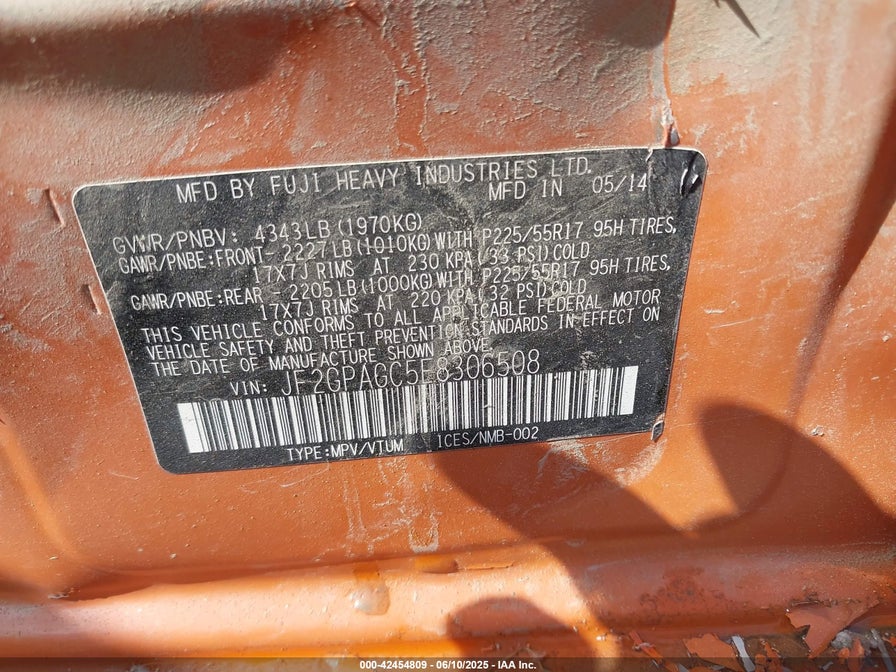 MFD BY FUJI HEAVY INDUSTRIES LTD.
MFD IN 05/14
GVWR/PNBV: 4343LB (1970KG)
GAWR/PNBE:FRONT-2227LB(1010KG)WITH P225/55R17 95H TIRES,
17X7J RIMS AT 230 KPA( 33 PSI)COLD
GAWR/PNBE:REAR -2205LB(1000KG)WITH P225/55R17 95H TIRES,
17X7J RIMS AT 220 KPA( 32 PSI)COLD
THIS VEHICLE CONFORMS TO ALL APPLICABLE FEDERAL MOTOR
VEHICLE SAFETY AND THEFT PREVENTION STANDARDS IN EFFECT ON
THE DATE OF MANUFACTURE SHOWN ABOVE.
VIN: JF2GPAGC5E8306508
TYPE:MPV/VTUM ICES/NMB-002
000-42454809 - 06/10/2025 - IAA Inc.